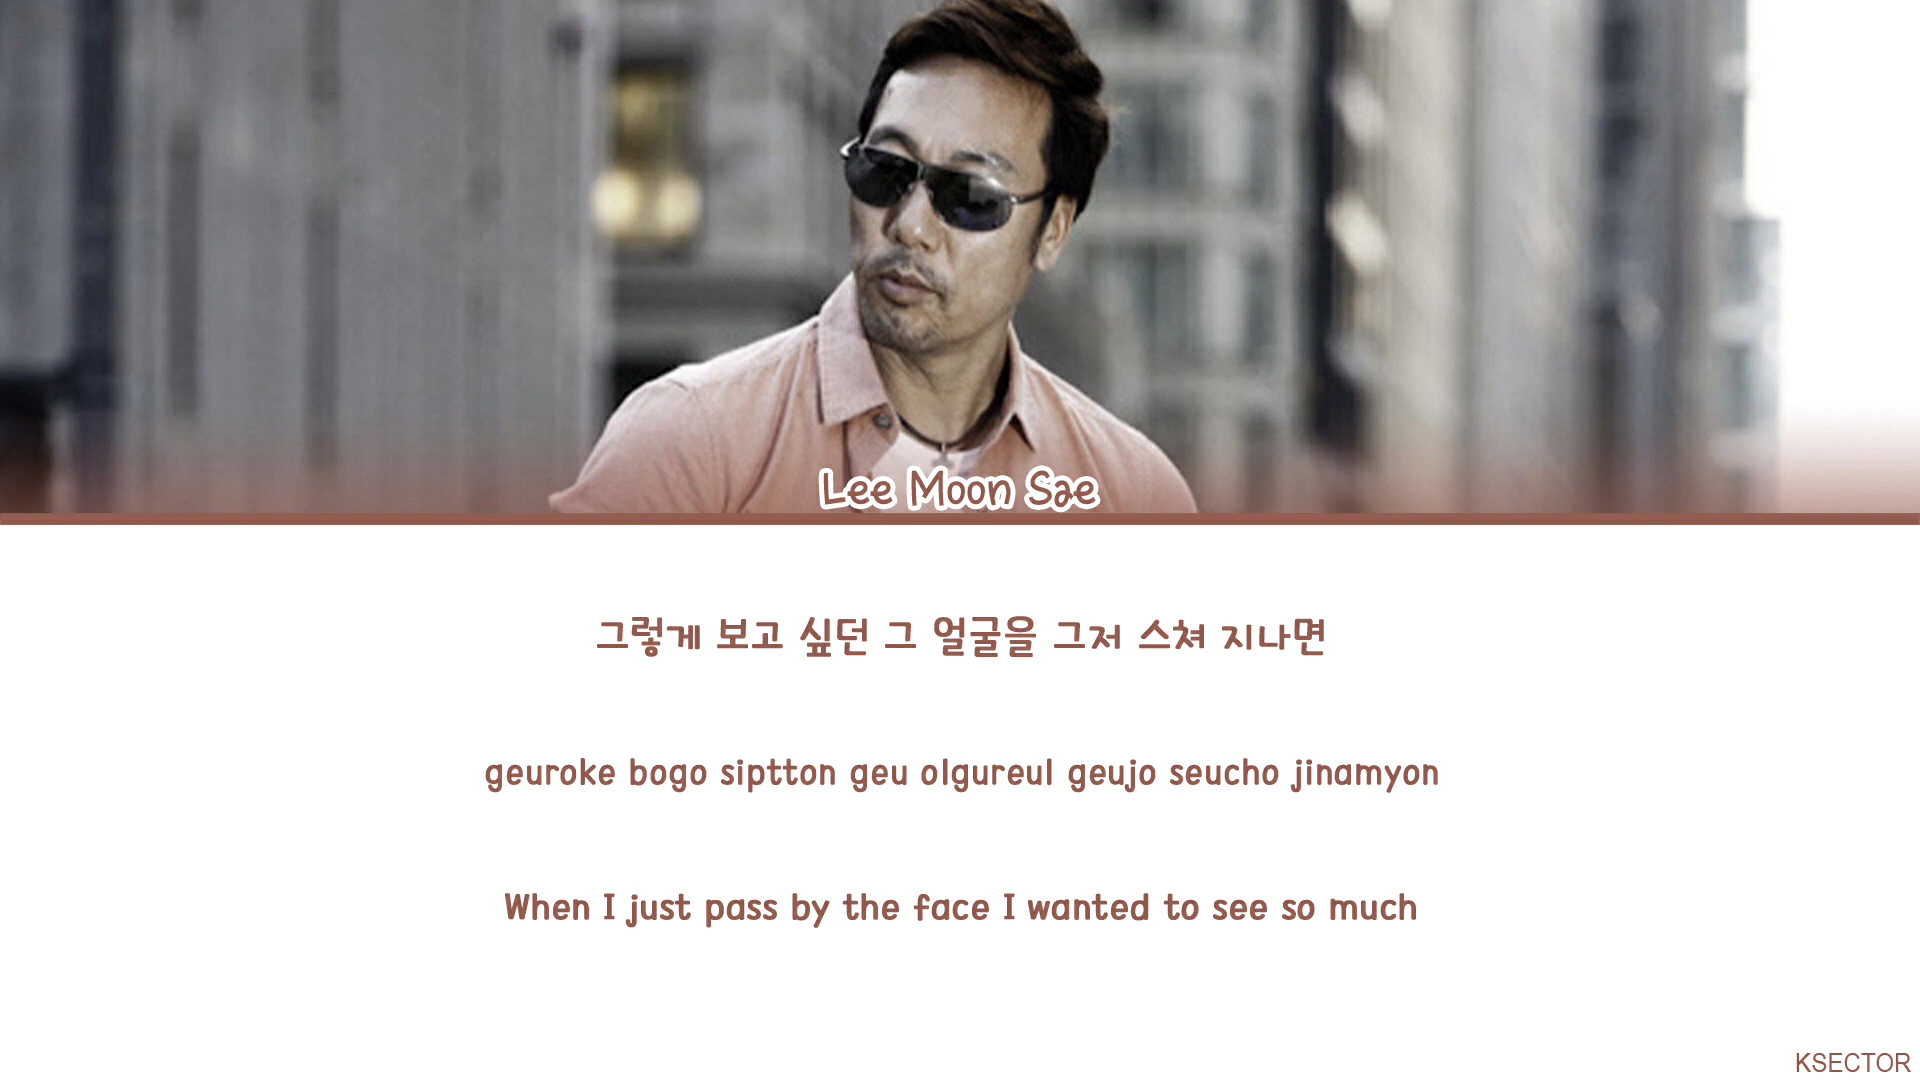 Lee Moon Sae
그렇게 보고 싶던 그 얼굴을 그저 스쳐 지나면
geuroke bogo siptton geu olgureul geujo seucho jinamyon
When I just pass by the face I wanted to see so much
KSECTOR